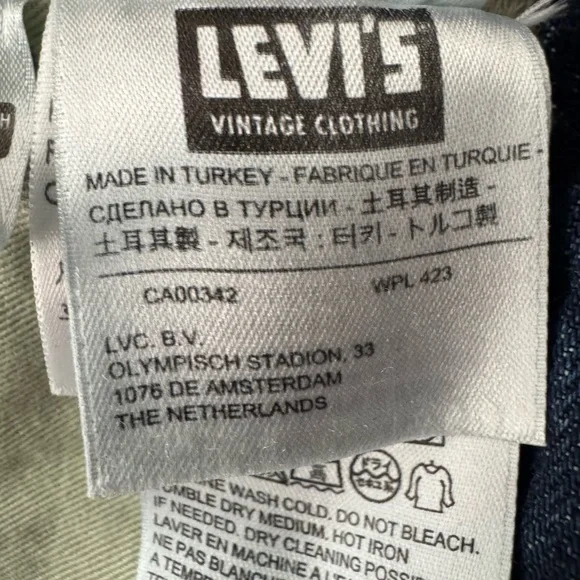 LEVI'S
VINTAGE CLOTHING
MADE IN TURKEY - FABRIQUE EN TURQUIE -
СДЕЛАНО В ТУРЦИИ - 土耳其制造 -
土耳其製 - 제조국 : 터키 - トルコ製
CA00342 WPL 423
LVC. B.V.
OLYMPISCH STADION, 33
1076 DE AMSTERDAM
THE NETHERLANDS
ドライ
WASH COLD. DO NOT BLEACH.
DRY MEDIUM. HOT IRON
IF NEEDED. DRY CLEANING
LAVER EN MACHINE A
NE PAS